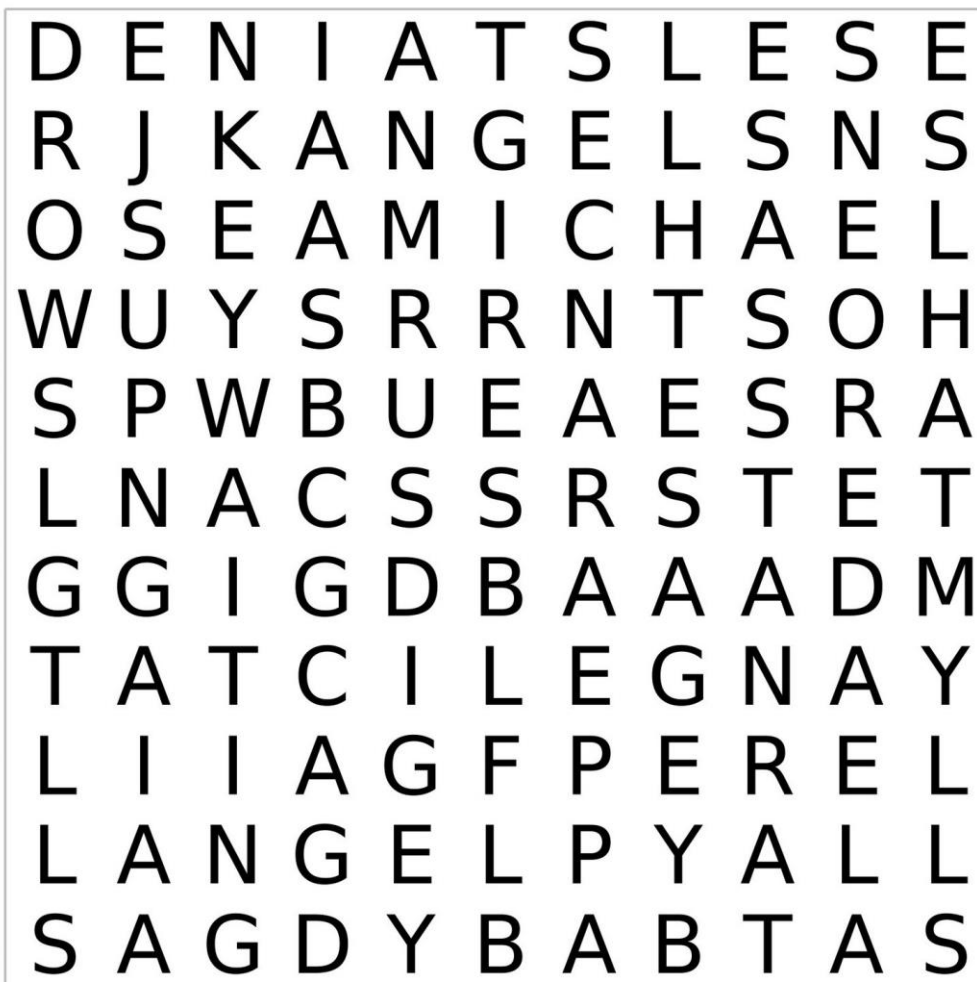 D E N I A T S L E S E
R J K A N G E L S N S
O S E A M I C H A E L
W U Y S R R N T S O H
S P W B U E A E S R A
L N A C S S R S T E T
G G I G D B A A A D M
T A T C I L E G N A Y
L I I A G F P E R E L
L A N G E L P Y A L L
S A G D Y B A B T A S